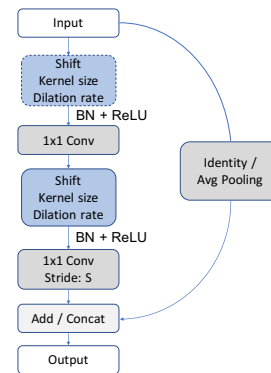 Input
Shift
Kernel size
Dilation rate
BN + ReLU
1x1 Conv
Identity /
Avg Pooling
Shift
Kernel size
Dilation rate
BN + ReLU
1x1 Conv
Stride: S
Add / Concat
Output